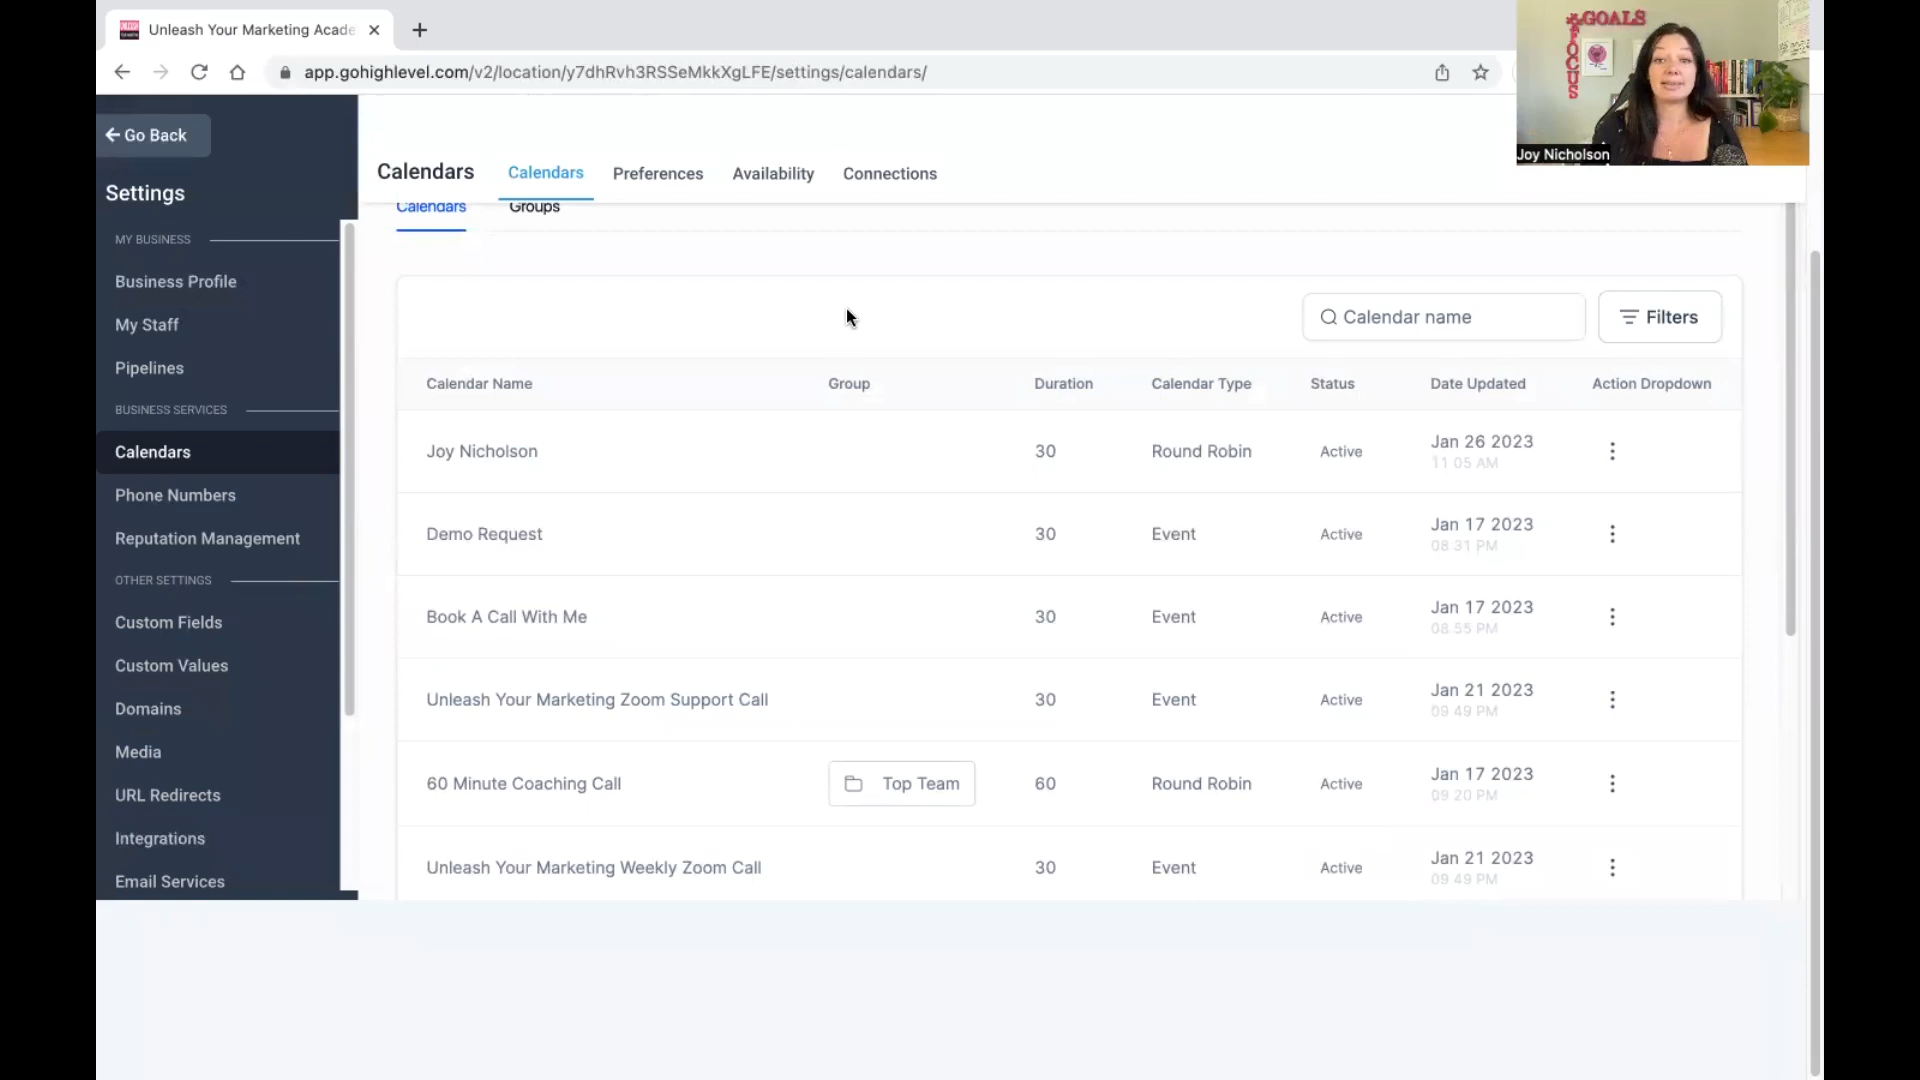 Unleash Your Marketing Acade
app.gohighlevel.com/v2/location/y7dhRvh3RSSeMkkXgLFE/settings/calendars/
GOALS
FOCUS
Joy Nicholson
Go Back
Settings
MY BUSINESS
Business Profile
My Staff
Pipelines
BUSINESS SERVICES
Calendars
Phone Numbers
Reputation Management
OTHER SETTINGS
Custom Fields
Custom Values
Domains
Media
URL Redirects
Integrations
Email Services
Calendars Calendars Preferences Availability Connections
Calendars Groups
Calendar name Filters
Calendar Name Group Duration Calendar Type Status Date Updated Action Dropdown
Joy Nicholson 30 Round Robin Active Jan 26 2023
11 05 AM
Demo Request 30 Event Active Jan 17 2023
08 31 PM
Book A Call With Me 30 Event Active Jan 17 2023
08 55 PM
Unleash Your Marketing Zoom Support Call 30 Event Active Jan 21 2023
09 49 PM
60 Minute Coaching Call Top Team 60 Round Robin Active Jan 17 2023
09 20 PM
Unleash Your Marketing Weekly Zoom Call 30 Event Active Jan 21 2023
09 49 PM